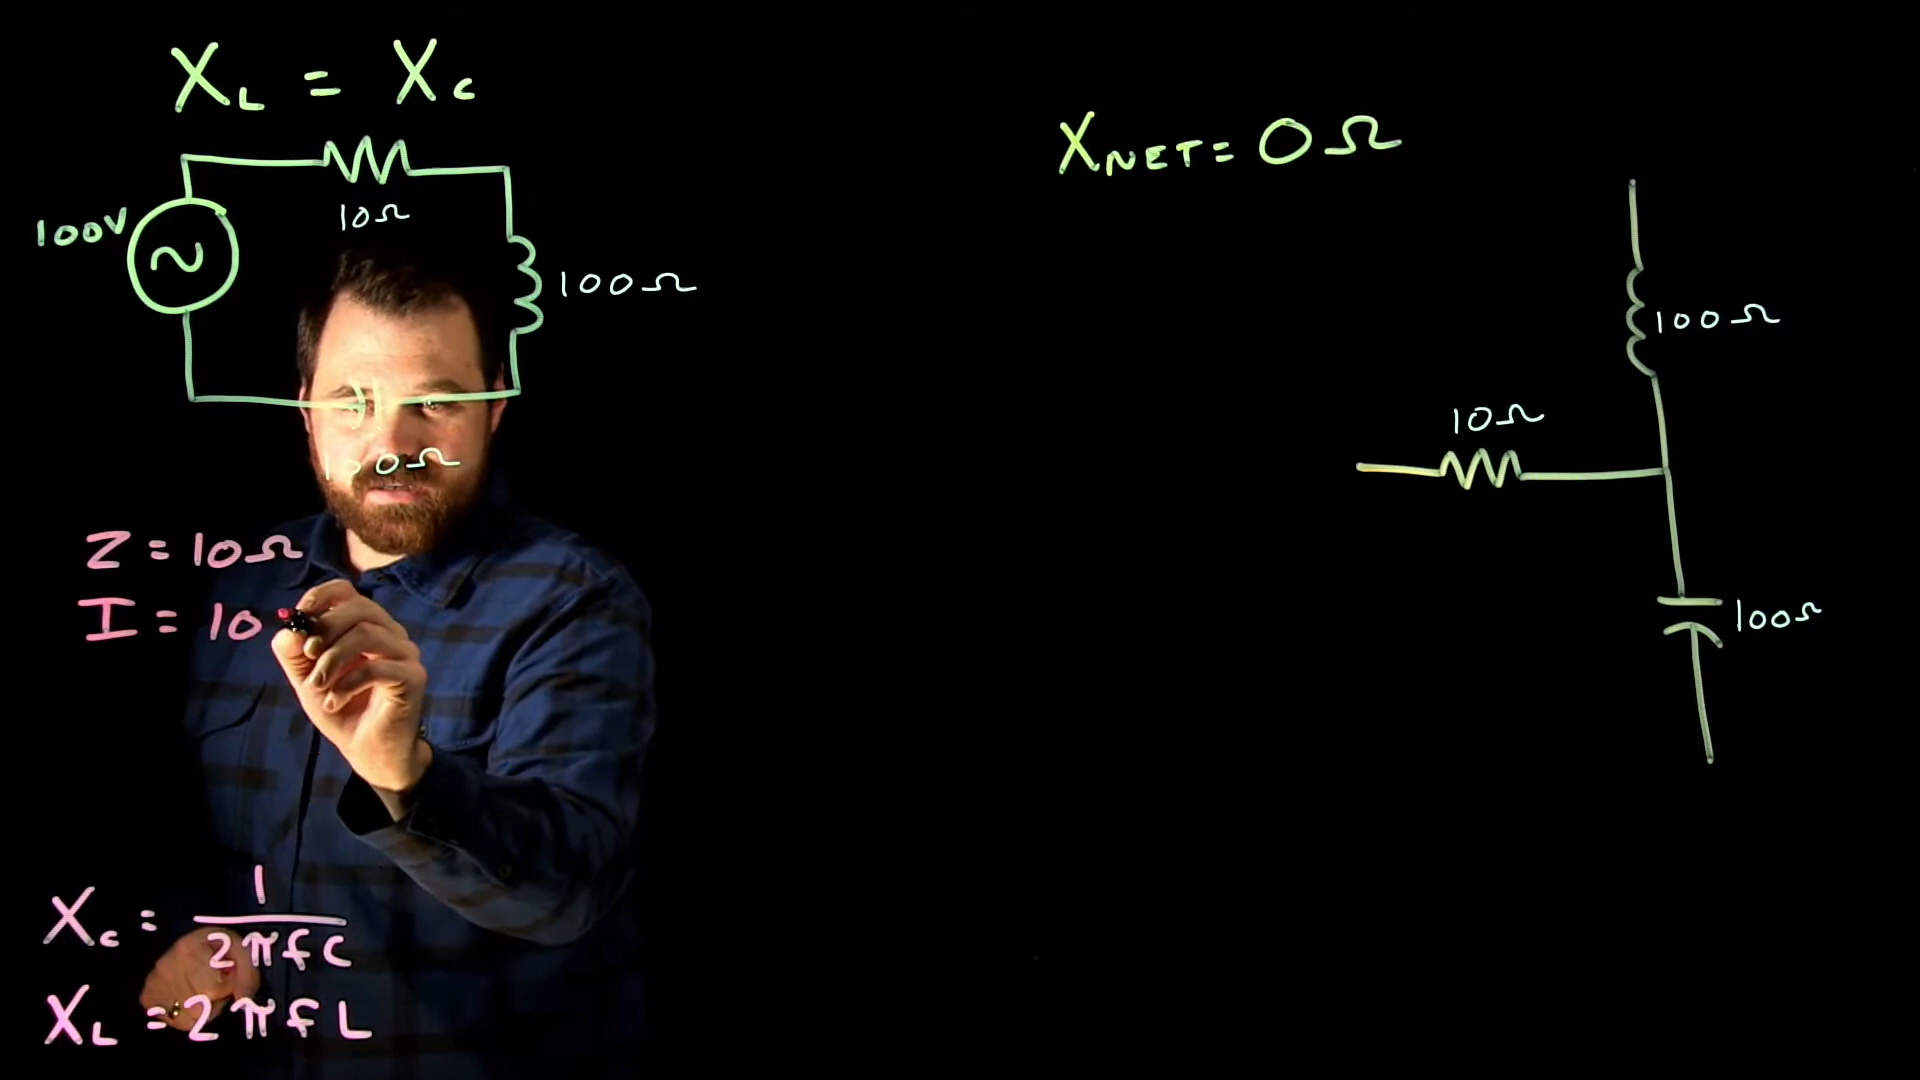 X_L = X_C
10Ω
100V
100Ω
100Ω
Z = 10Ω
I = 10
X_C = 1/2πfC
X_L = 2πfL
X_NET = 0Ω
100Ω
10Ω
100Ω